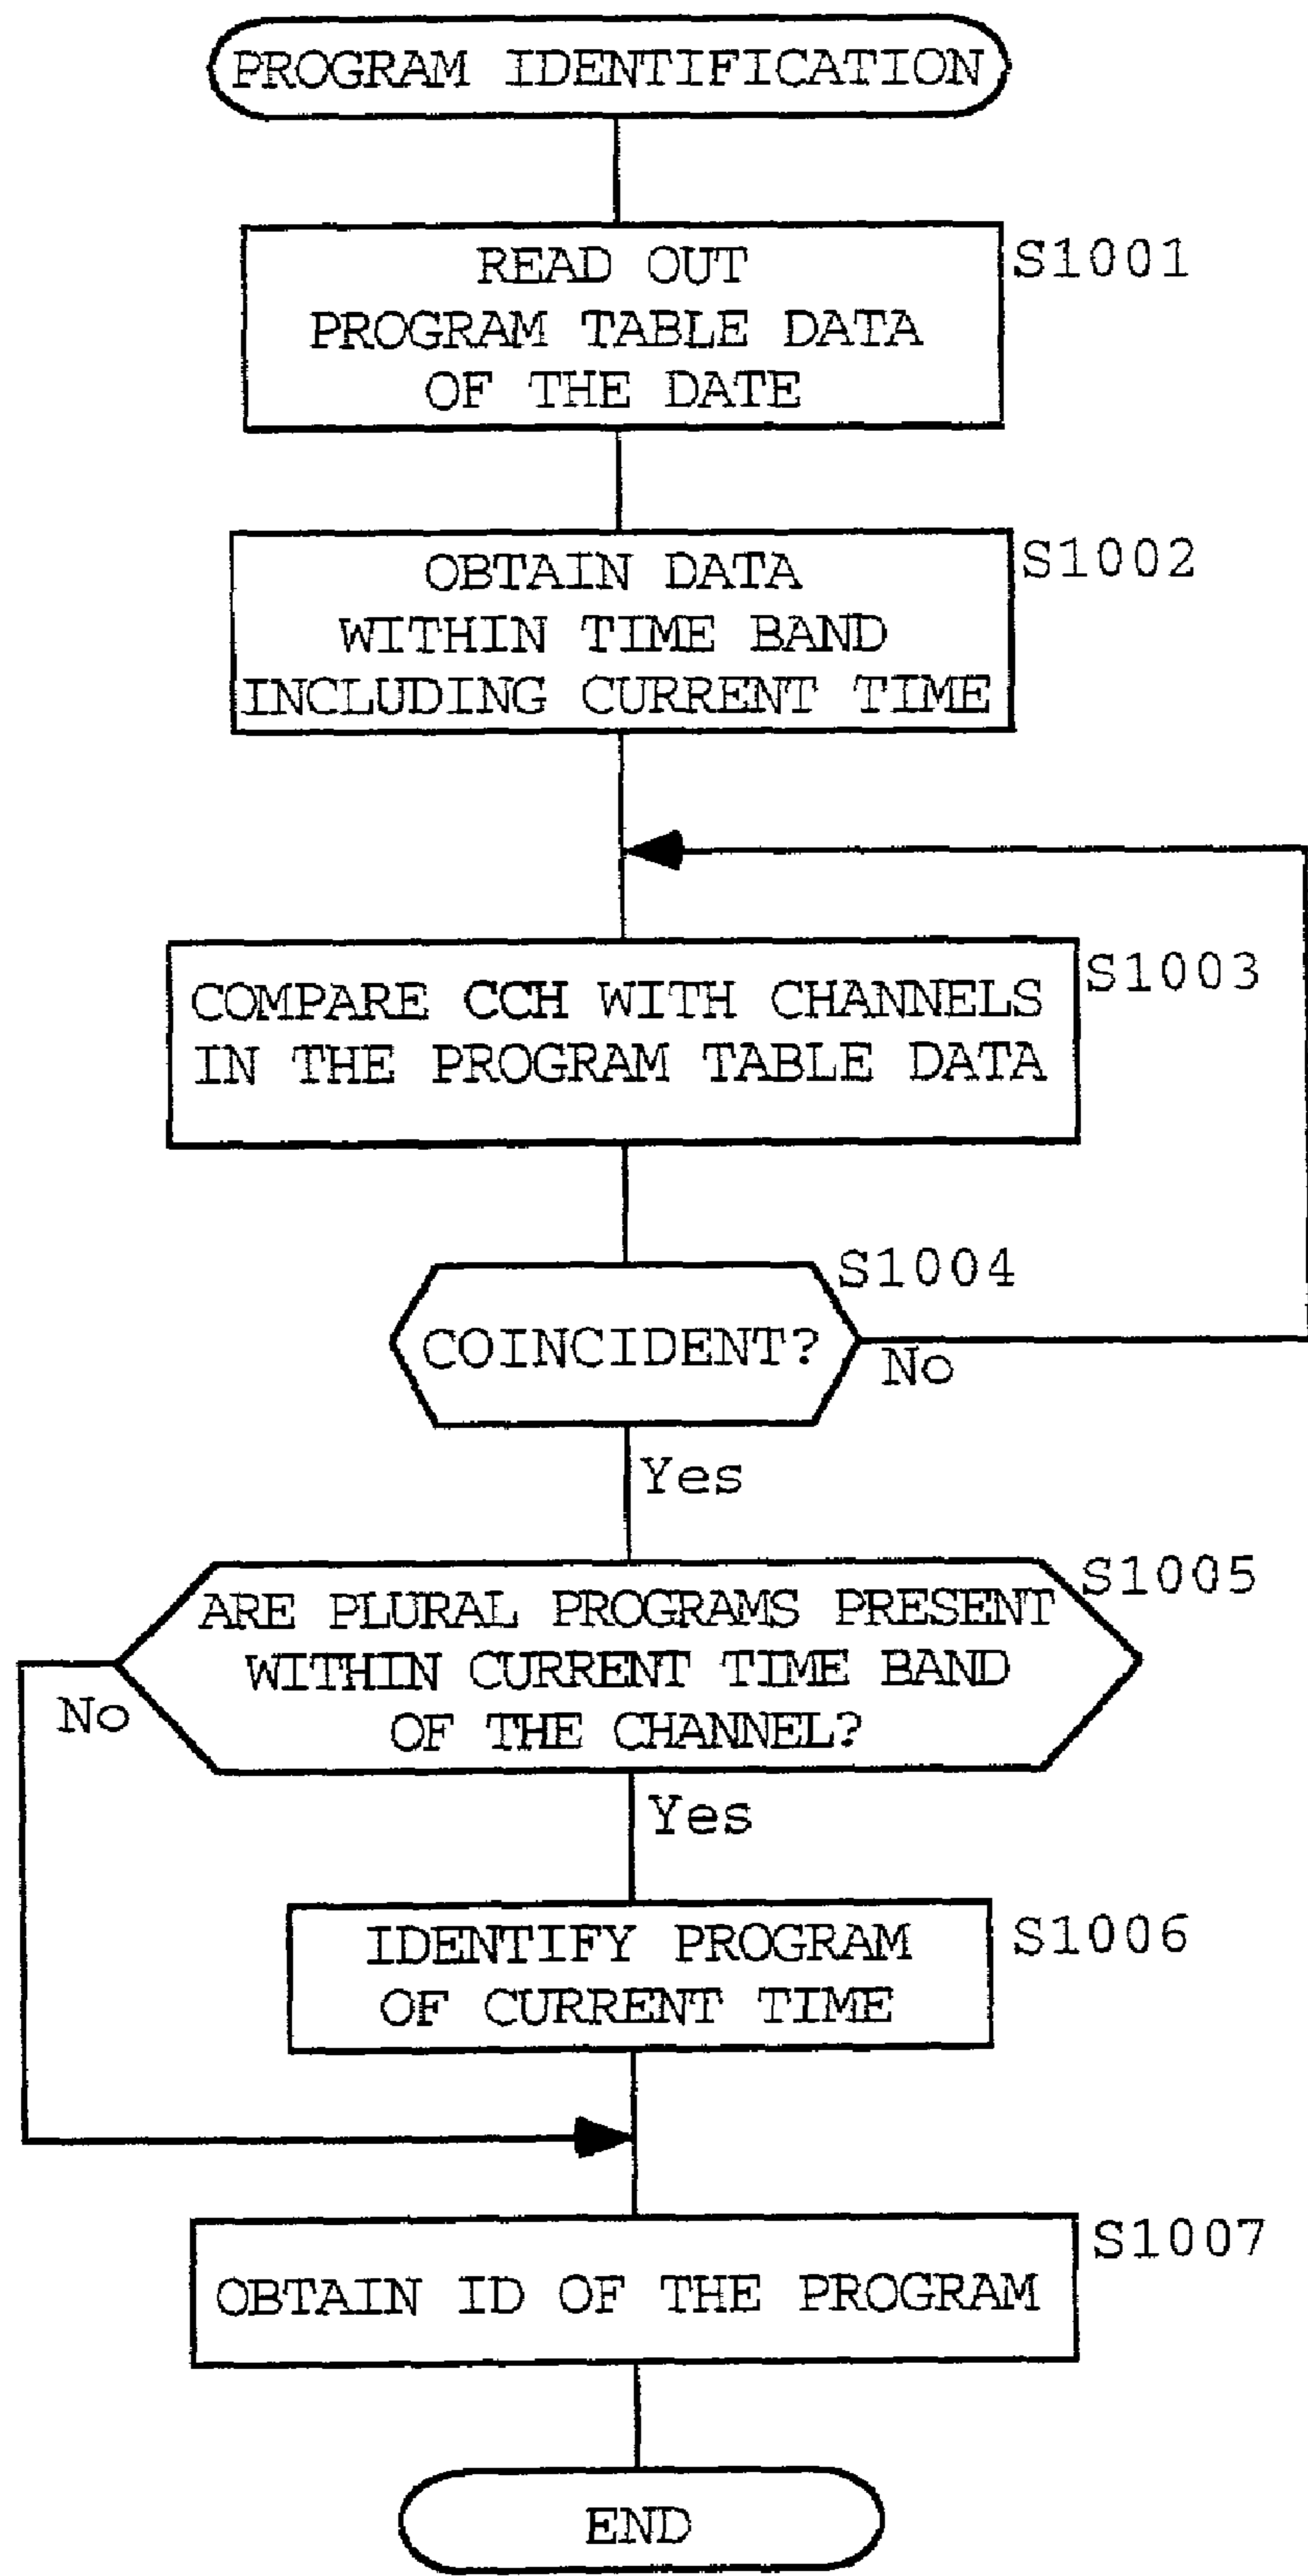 PROGRAM IDENTIFICATION
READ OUT
PROGRAM TABLE DATA
OF THE DATE
S1001
OBTAIN DATA
WITHIN TIME BAND
INCLUDING CURRENT TIME
S1002
COMPARE CCH WITH CHANNELS
IN THE PROGRAM TABLE DATA
S1003
COINCIDENT?
S1004
No
Yes
ARE PLURAL PROGRAMS PRESENT
WITHIN CURRENT TIME BAND
OF THE CHANNEL?
S1005
No
Yes
IDENTIFY PROGRAM
OF CURRENT TIME
S1006
OBTAIN ID OF THE PROGRAM
S1007
END